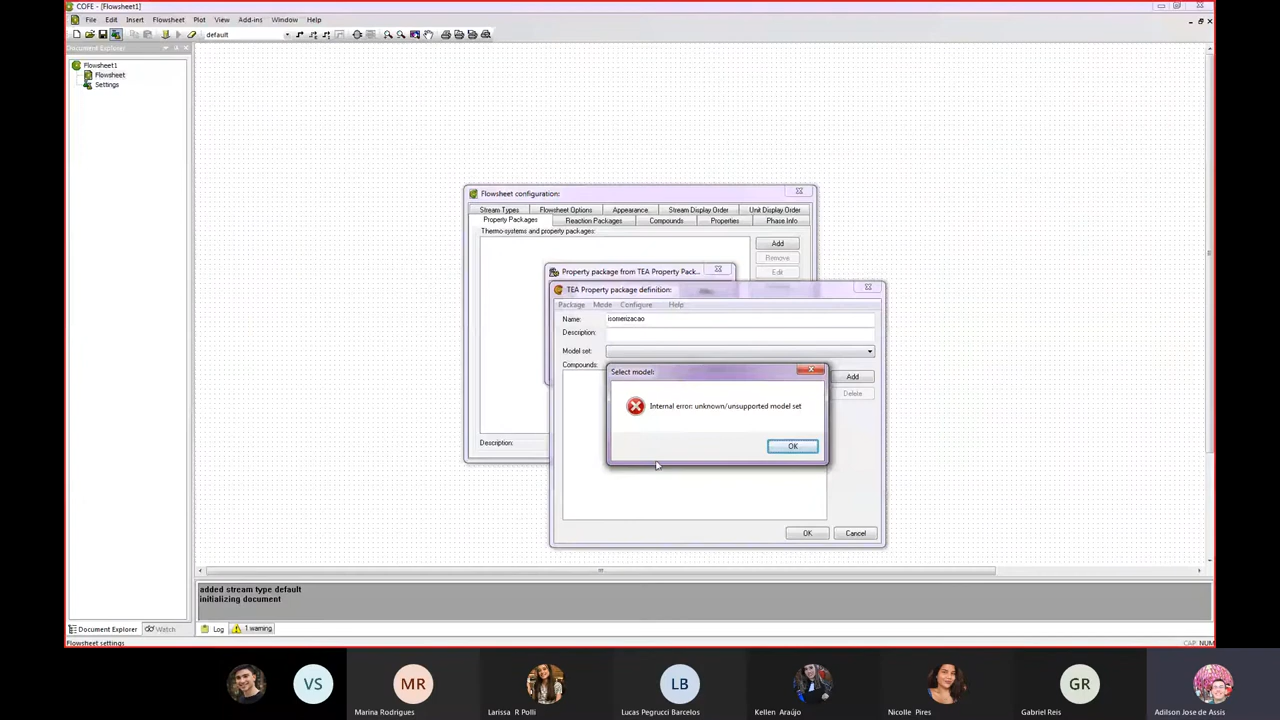 COFE - [Flowsheet1]
File Edit Insert Flowsheet Plot View Add-ins Window Help
default
Document Explorer
Flowsheet1
Flowsheet
Settings
Flowsheet configuration:
Stream Types Flowsheet Options Appearance Stream Display Order Unit Display Order
Property Packages Reaction Packages Compounds Properties Phase Info
Thermo-systems and property packages:
Add
Remove
Edit
Property package from TEA Property Pack...
TEA Property package definition:
Package Mode Configure Help
Name: isomerizacao
Description:
Model set:
Compounds:
Add
Delete
Select model:
Internal error: unknown/unsupported model set
OK
Description:
OK Cancel
added stream type default
initializing document
Document Explorer Watch Log 1 warning
Flowsheet settings CAP NUM
VS MR LB GR
Marina Rodrigues Larissa R Polli Lucas Pegrucci Barcelos Kellen Araújo Nicolle Pires Gabriel Reis Adilson Jose de Assis